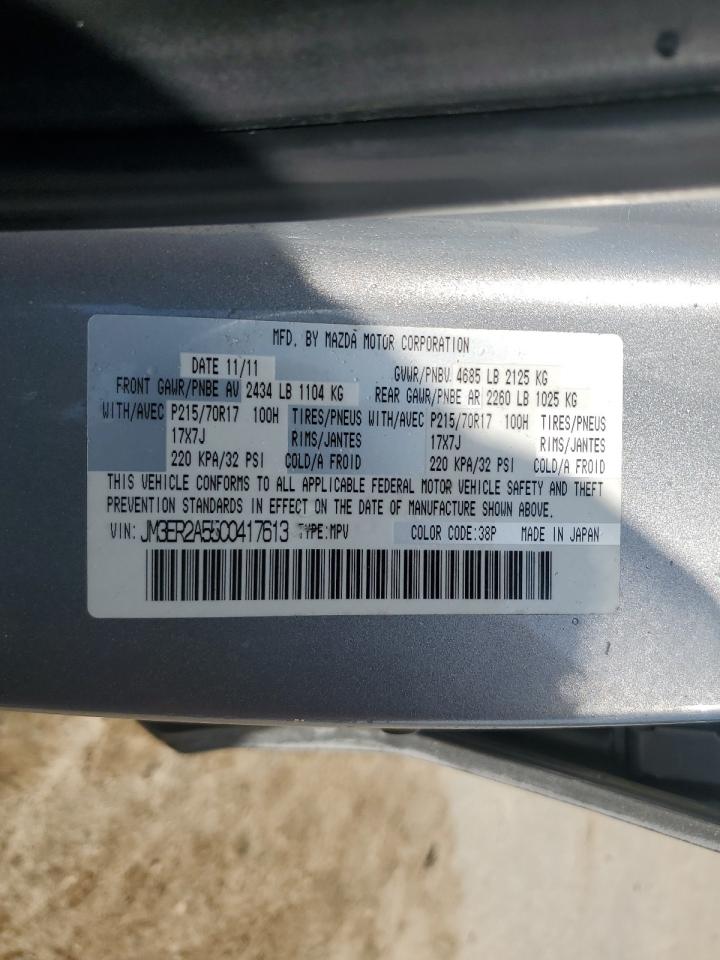 MFD. BY MAZDA MOTOR CORPORATION
DATE 11/11 GVWR/PNBV 4685 LB 2125 KG
FRONT GAWR/PNBE AV 2434 LB 1104 KG REAR GAWR/PNBE AR 2260 LB 1025 KG
WITH/AVEC P215/70R17 100H TIRES/PNEUS WITH/AVEC P215/70R17 100H TIRES/PNEUS
17X7J RIMS/JANTES 17X7J RIMS/JANTES
220 KPA/32 PSI COLD/A FROID 220 KPA/32 PSI COLD/A FROID
THIS VEHICLE CONFORMS TO ALL APPLICABLE FEDERAL MOTOR VEHICLE SAFETY AND THEFT
PREVENTION STANDARDS IN EFFECT ON THE DATE OF MANUFACTURE SHOWN ABOVE.
VIN: JM3ER2A55C0417613 TYPE:MPV COLOR CODE:38P MADE IN JAPAN